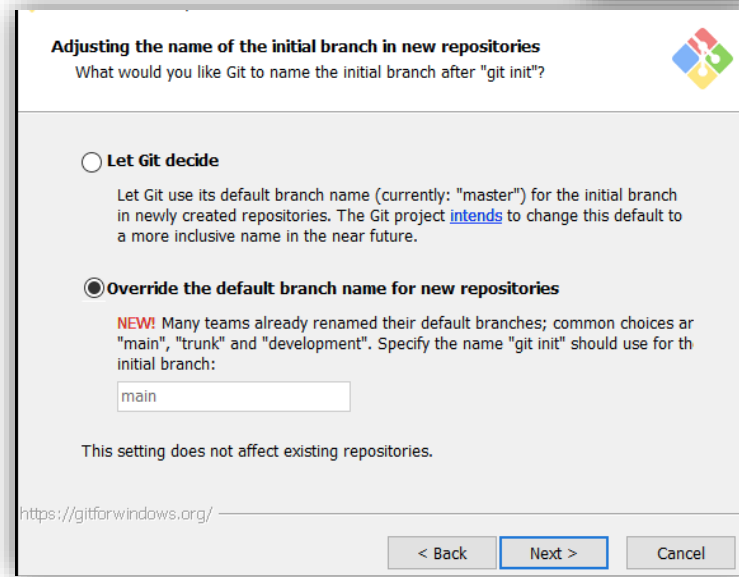 Adjusting the name of the initial branch in new repositories
What would you like Git to name the initial branch after "git init"?
Let Git decide
Let Git use its default branch name (currently: "master") for the initial branch
in newly created repositories. The Git project intends to change this default to
a more inclusive name in the near future.
Override the default branch name for new repositories
NEW! Many teams already renamed their default branches; common choices ar
"main", "trunk" and "development". Specify the name "git init" should use for th
initial branch:
main
This setting does not affect existing repositories.
https://gitforwindows.org/
< Back
Next >
Cancel